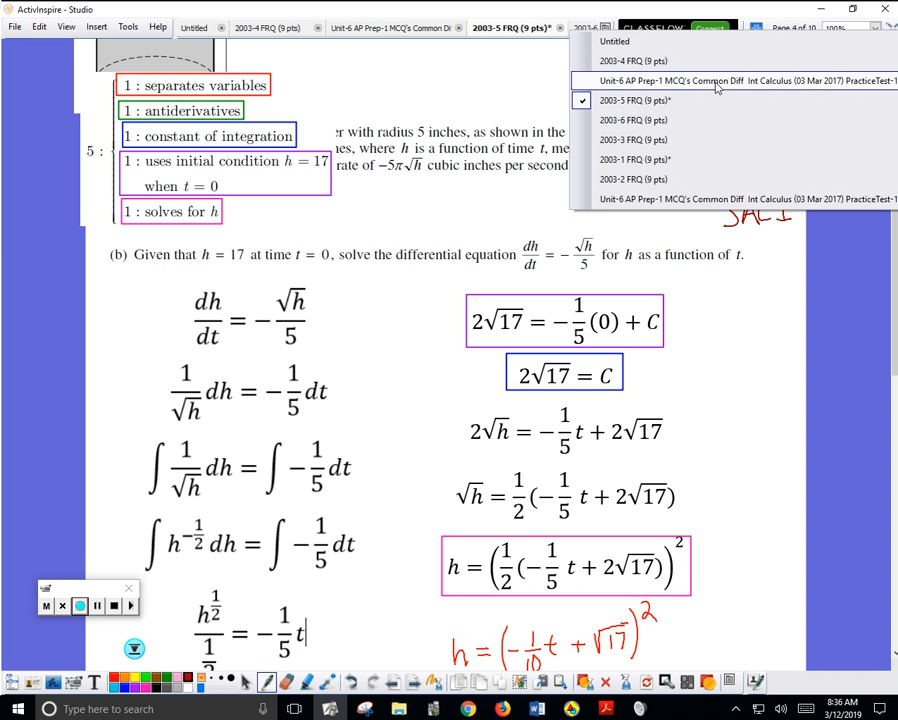 ActivInspire - Studio
File Edit View Insert Tools Help
Untitled
2003-4 FRQ (9 pts)
Unit-6 AP Prep-1 MCQ's Common Di
2003-5 FRQ (9 pts)*
2003-6
CLASSFLOW
Connect
Page 4 of 10
100%
Untitled
2003-4 FRQ (9 pts)
Unit-6 AP Prep-1 MCQ's Common Diff Int Calculus (03 Mar 2017) PracticeTest-1
2003-5 FRQ (9 pts)*
2003-6 FRQ (9 pts)
2003-3 FRQ (9 pts)
2003-1 FRQ (9 pts)*
2003-2 FRQ (9 pts)
Unit-6 AP Prep-1 MCQ's Common Diff Int Calculus (03 Mar 2017) PracticeTest-1
5 :
1 : separates variables
1 : antiderivatives
1 : constant of integration
1 : uses initial condition h = 17
when t = 0
1 : solves for h
er with radius 5 inches, as shown in the
nes, where h is a function of time t, me
rate of −5π√h cubic inches per second
(b) Given that h = 17 at time t = 0, solve the differential equation dh/dt = −√h/5 for h as a function of t.
dh/dt = −√h/5
1/√h dh = −1/5 dt
∫ 1/√h dh = ∫ −1/5 dt
∫ h^(−1/2) dh = ∫ −1/5 dt
h^(1/2)/(1/2) = −1/5 t
2√17 = −1/5 (0) + C
2√17 = C
2√h = −1/5 t + 2√17
√h = 1/2 (−1/5 t + 2√17)
h = (1/2 (−1/5 t + 2√17))^2
h = (−1/10 t + √17)^2
M
Type here to search
8:36 AM
3/12/2019